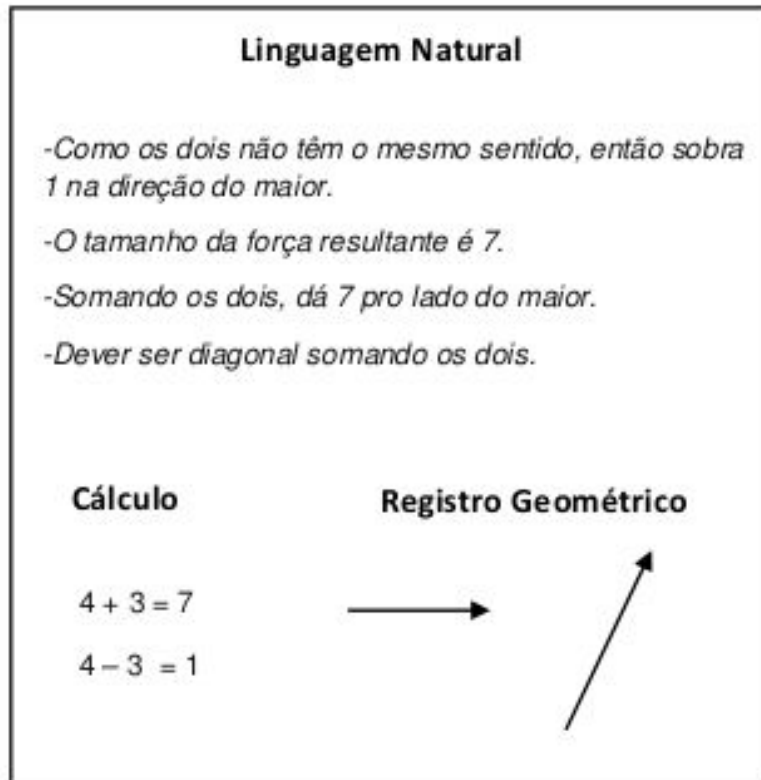 Linguagem Natural
-Como os dois não têm o mesmo sentido, então sobra
1 na direção do maior.
-O tamanho da força resultante é 7.
-Somando os dois, dá 7 pro lado do maior.
-Dever ser diagonal somando os dois.
Cálculo
Registro Geométrico
4 + 3 = 7
4 – 3 = 1